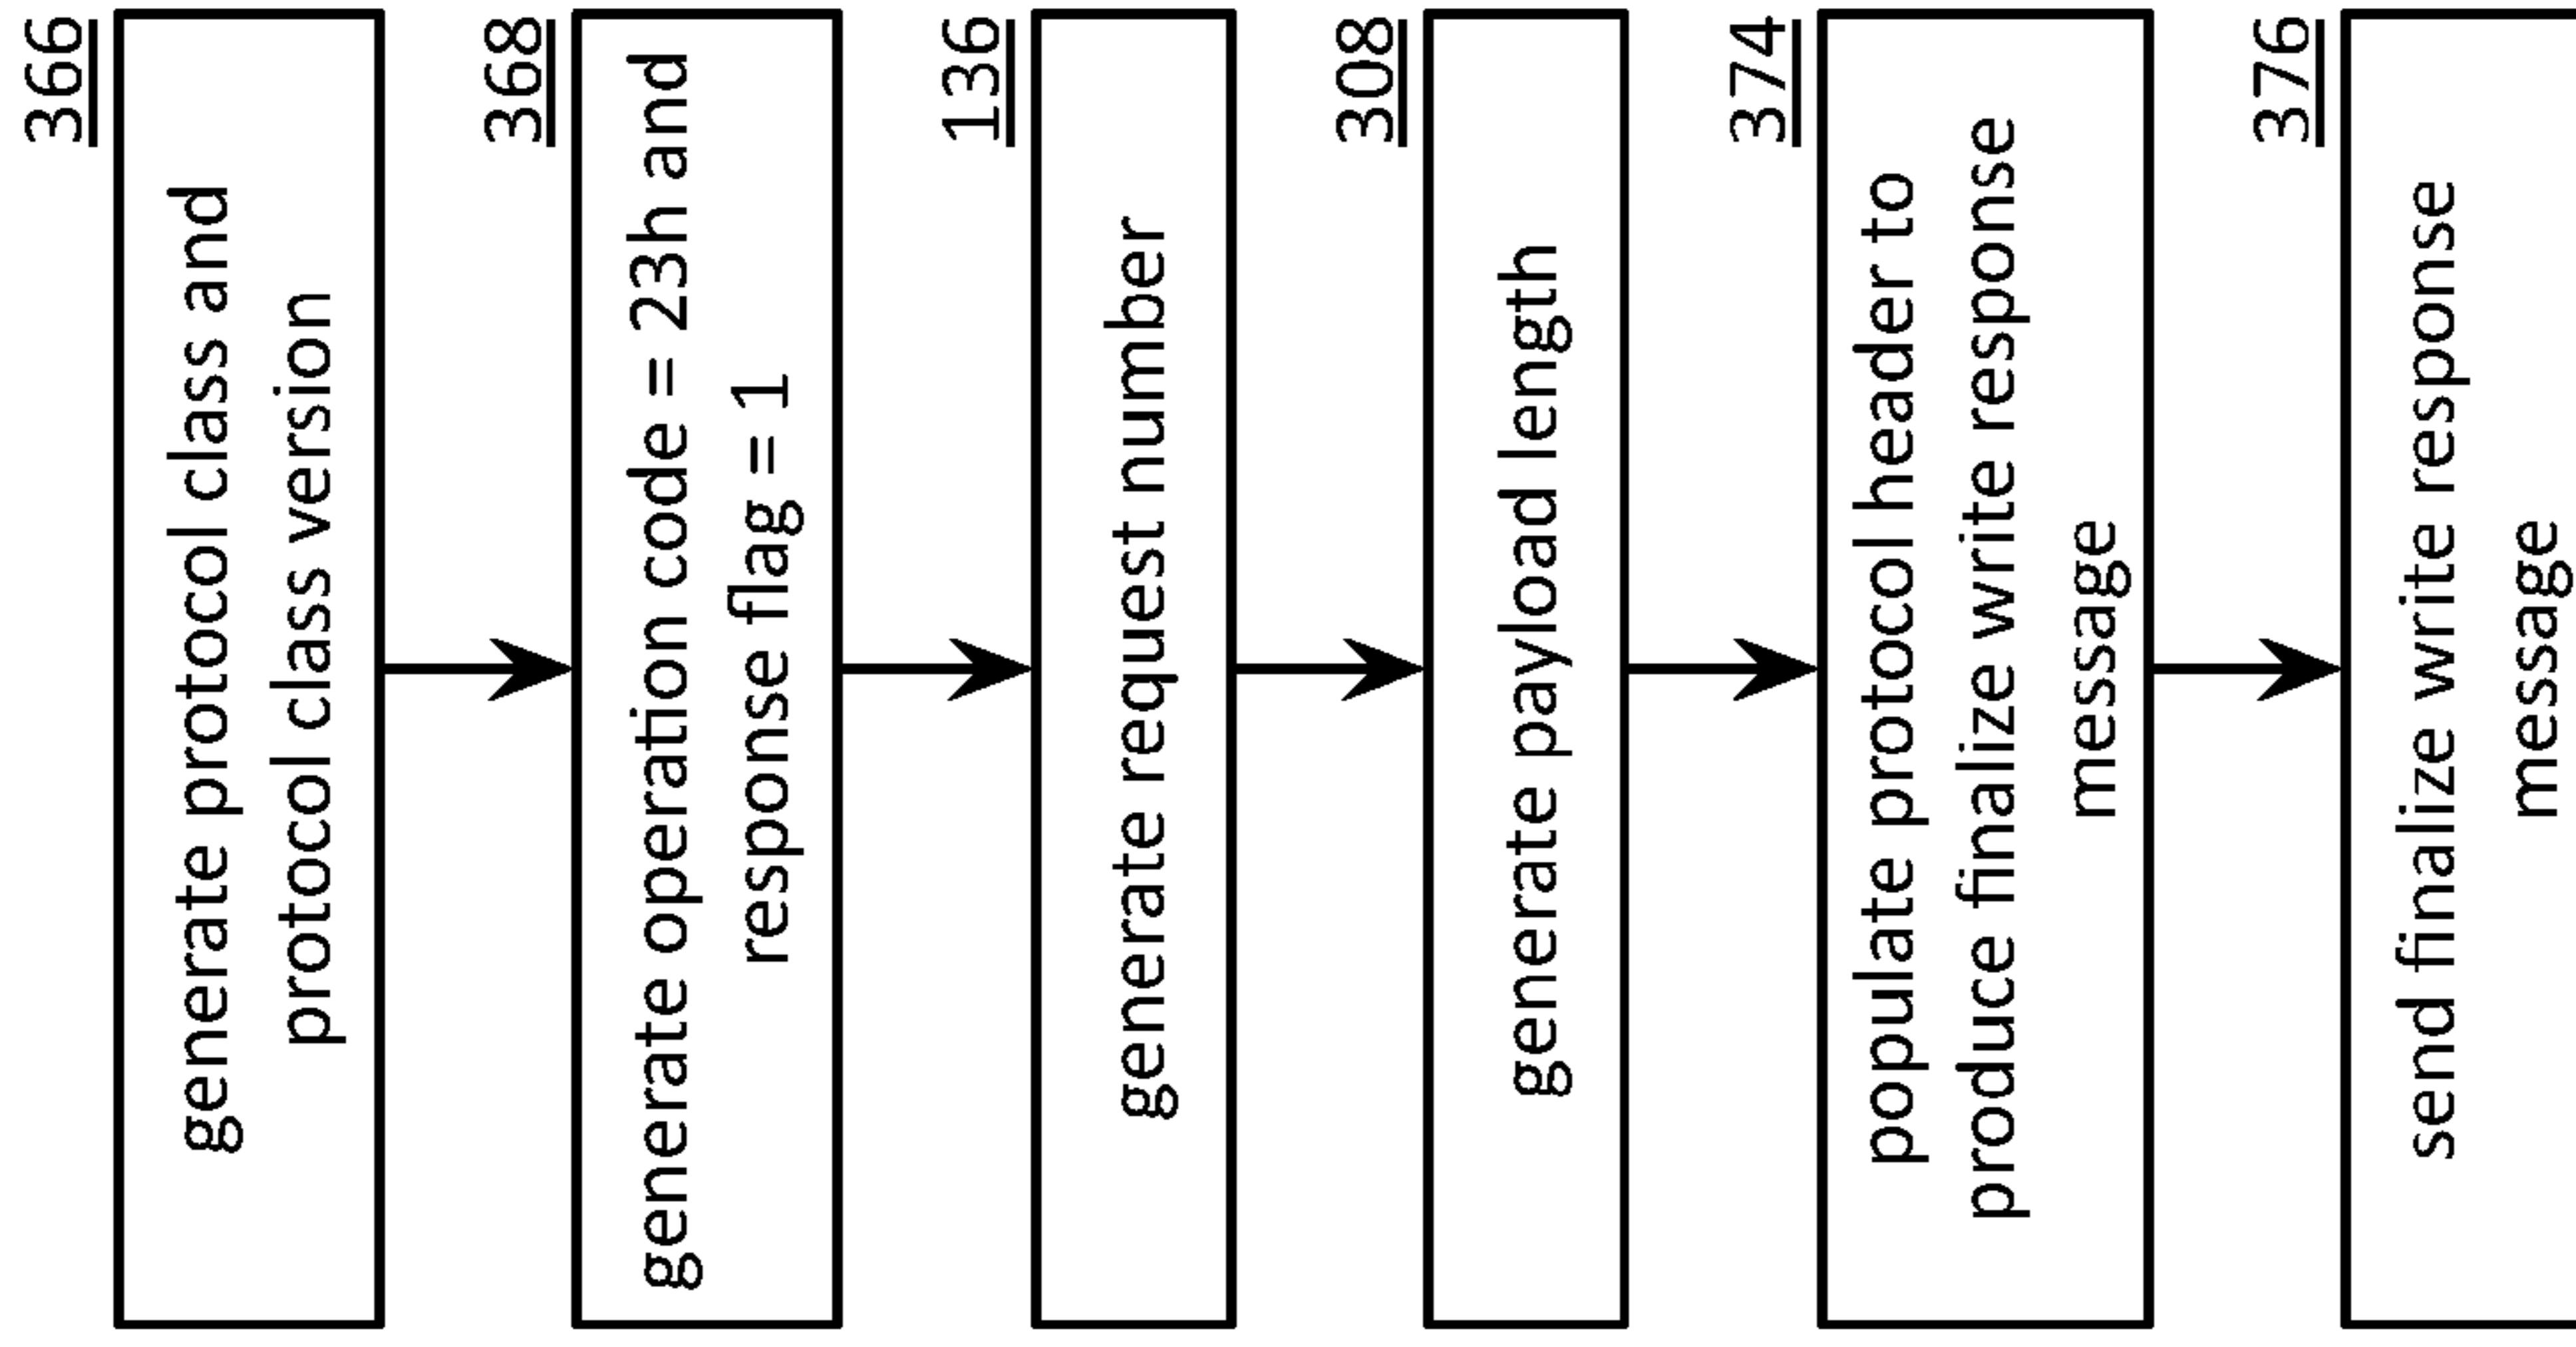 366
generate protocol class and
protocol class version
368
generate operation code = 23h and
response flag = 1
136
generate request number
308
generate payload length
374
populate protocol header to
produce finalize write response
message
376
send finalize write response
message